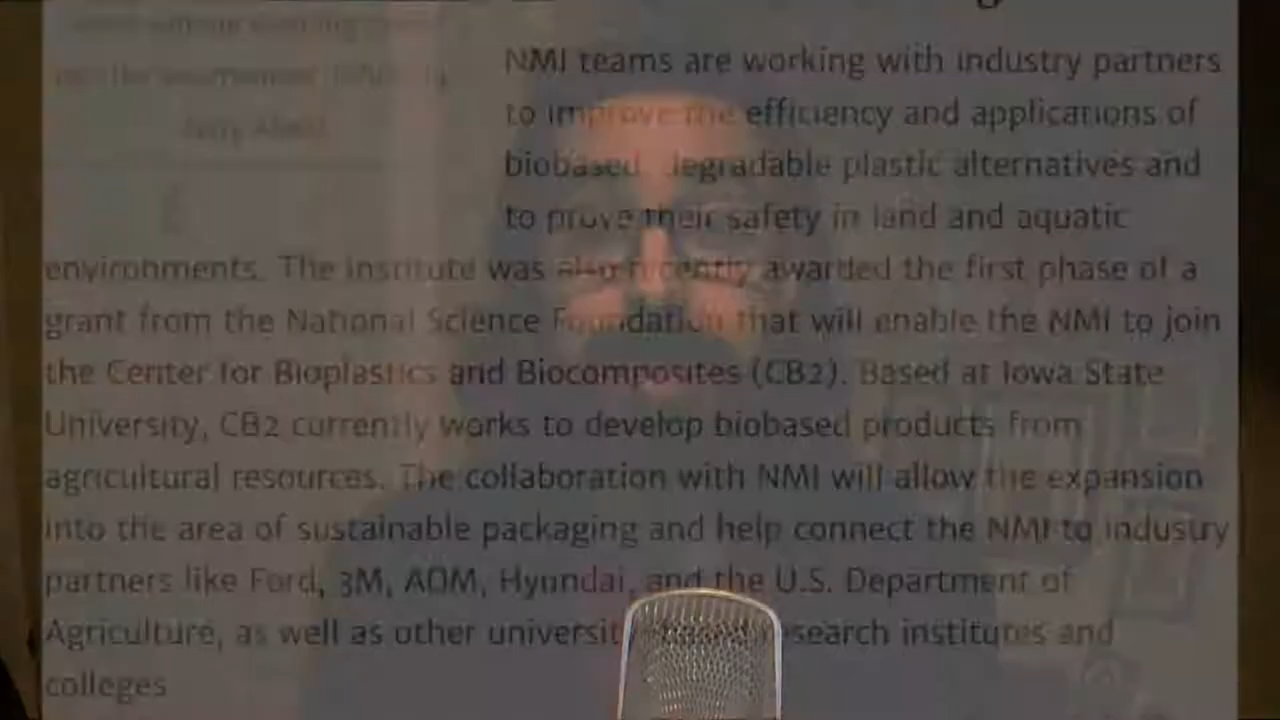 NMI teams are working with industry partners
to improve the efficiency and applications of
biobased, degradable plastic alternatives and
to prove their safety in land and aquatic
environments. The institute was also recently awarded the first phase of a
grant from the National Science Foundation that will enable the NMI to join
the Center for Bioplastics and Biocomposites (CB2). Based at Iowa State
University, CB2 currently works to develop biobased products from
agricultural resources. The collaboration with NMI will allow the expansion
into the area of sustainable packaging and help connect the NMI to industry
partners like Ford, 3M, ADM, Hyundai, and the U.S. Department of
Agriculture, as well as other research institutes and
colleges